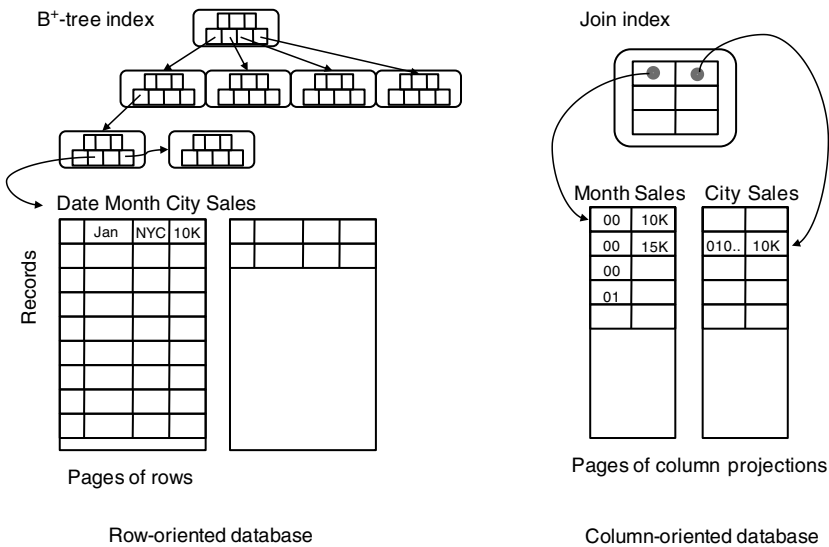 B+-tree index
Join index
Date Month City Sales
Jan NYC 10K
Records
Pages of rows
Row-oriented database
Month Sales
City Sales
00 10K
00 15K
010.. 10K
00
01
Pages of column projections
Column-oriented database